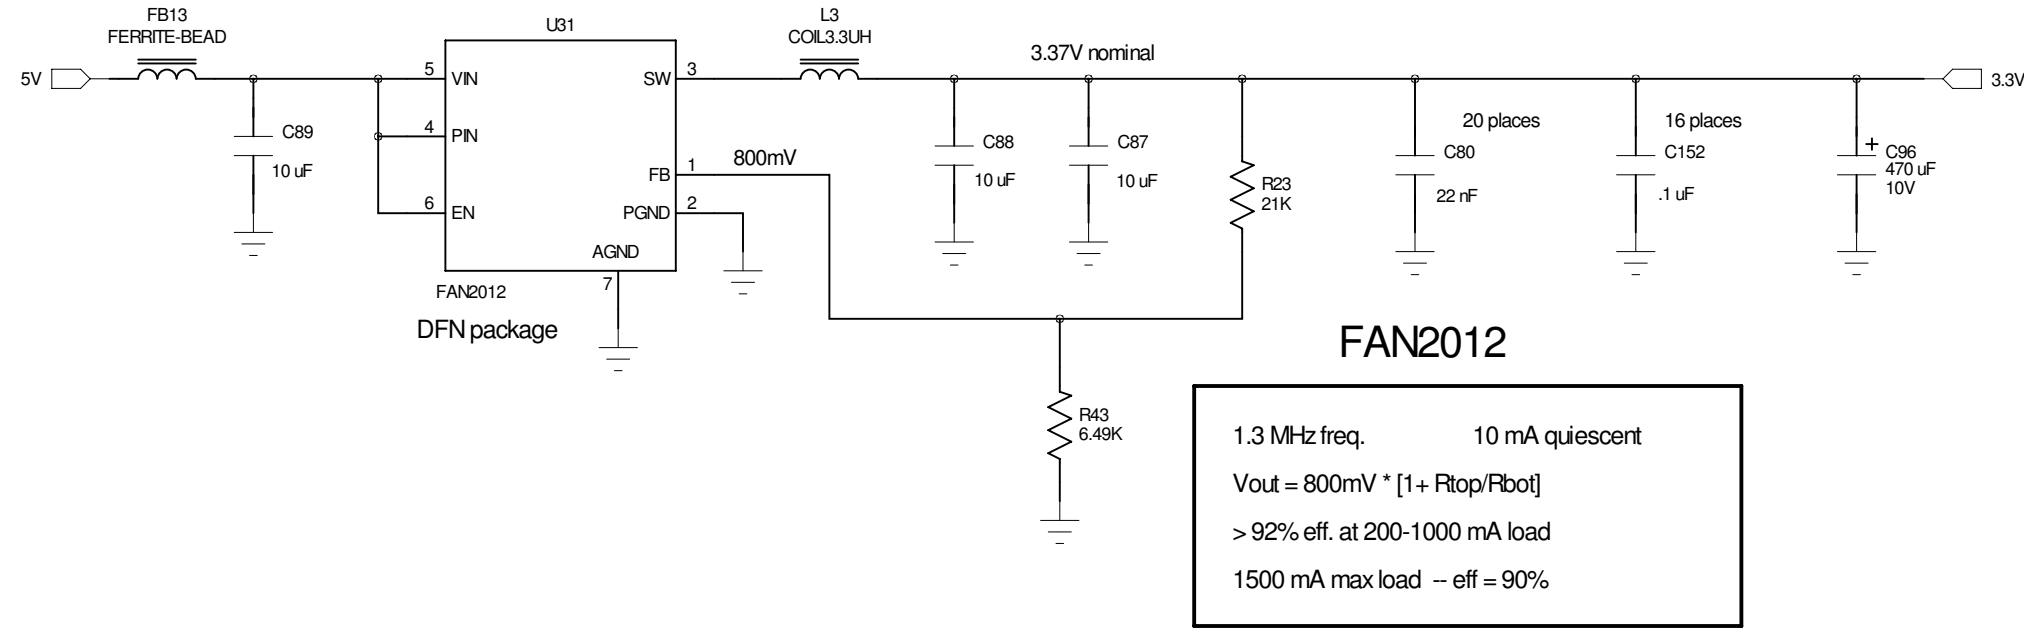 FB13
FERRITE-BEAD
5V
C89
10 uF
U31
5 VIN
4 PIN
6 EN
SW 3
FB 1
PGND 2
AGND
7
FAN2012
DFN package
800mV
L3
COIL3.3UH
3.37V nominal
C88
10 uF
C87
10 uF
R23
21K
R43
6.49K
20 places
C80
22 nF
16 places
C152
.1 uF
+ C96
470 uF
10V
3.3V
FAN2012
1.3 MHz freq. 10 mA quiescent
Vout = 800mV * [1+ Rtop/Rbot]
> 92% eff. at 200-1000 mA load
1500 mA max load -- eff = 90%